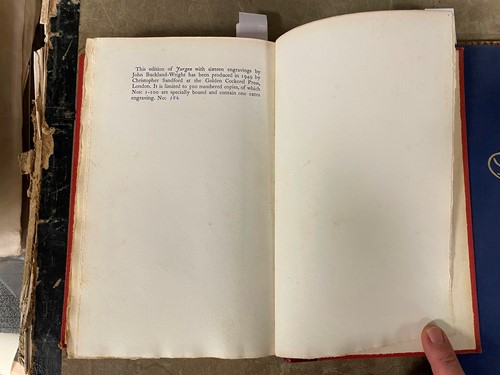 This edition of Jurgen with sixteen engravings by
John Buckland-Wright has been produced in 1949 by
Christopher Sandford at the Golden Cockerel Press,
London. It is limited to 500 numbered copies, of which
Nos: 1-100 are specially bound and contain one extra
engraving. No: